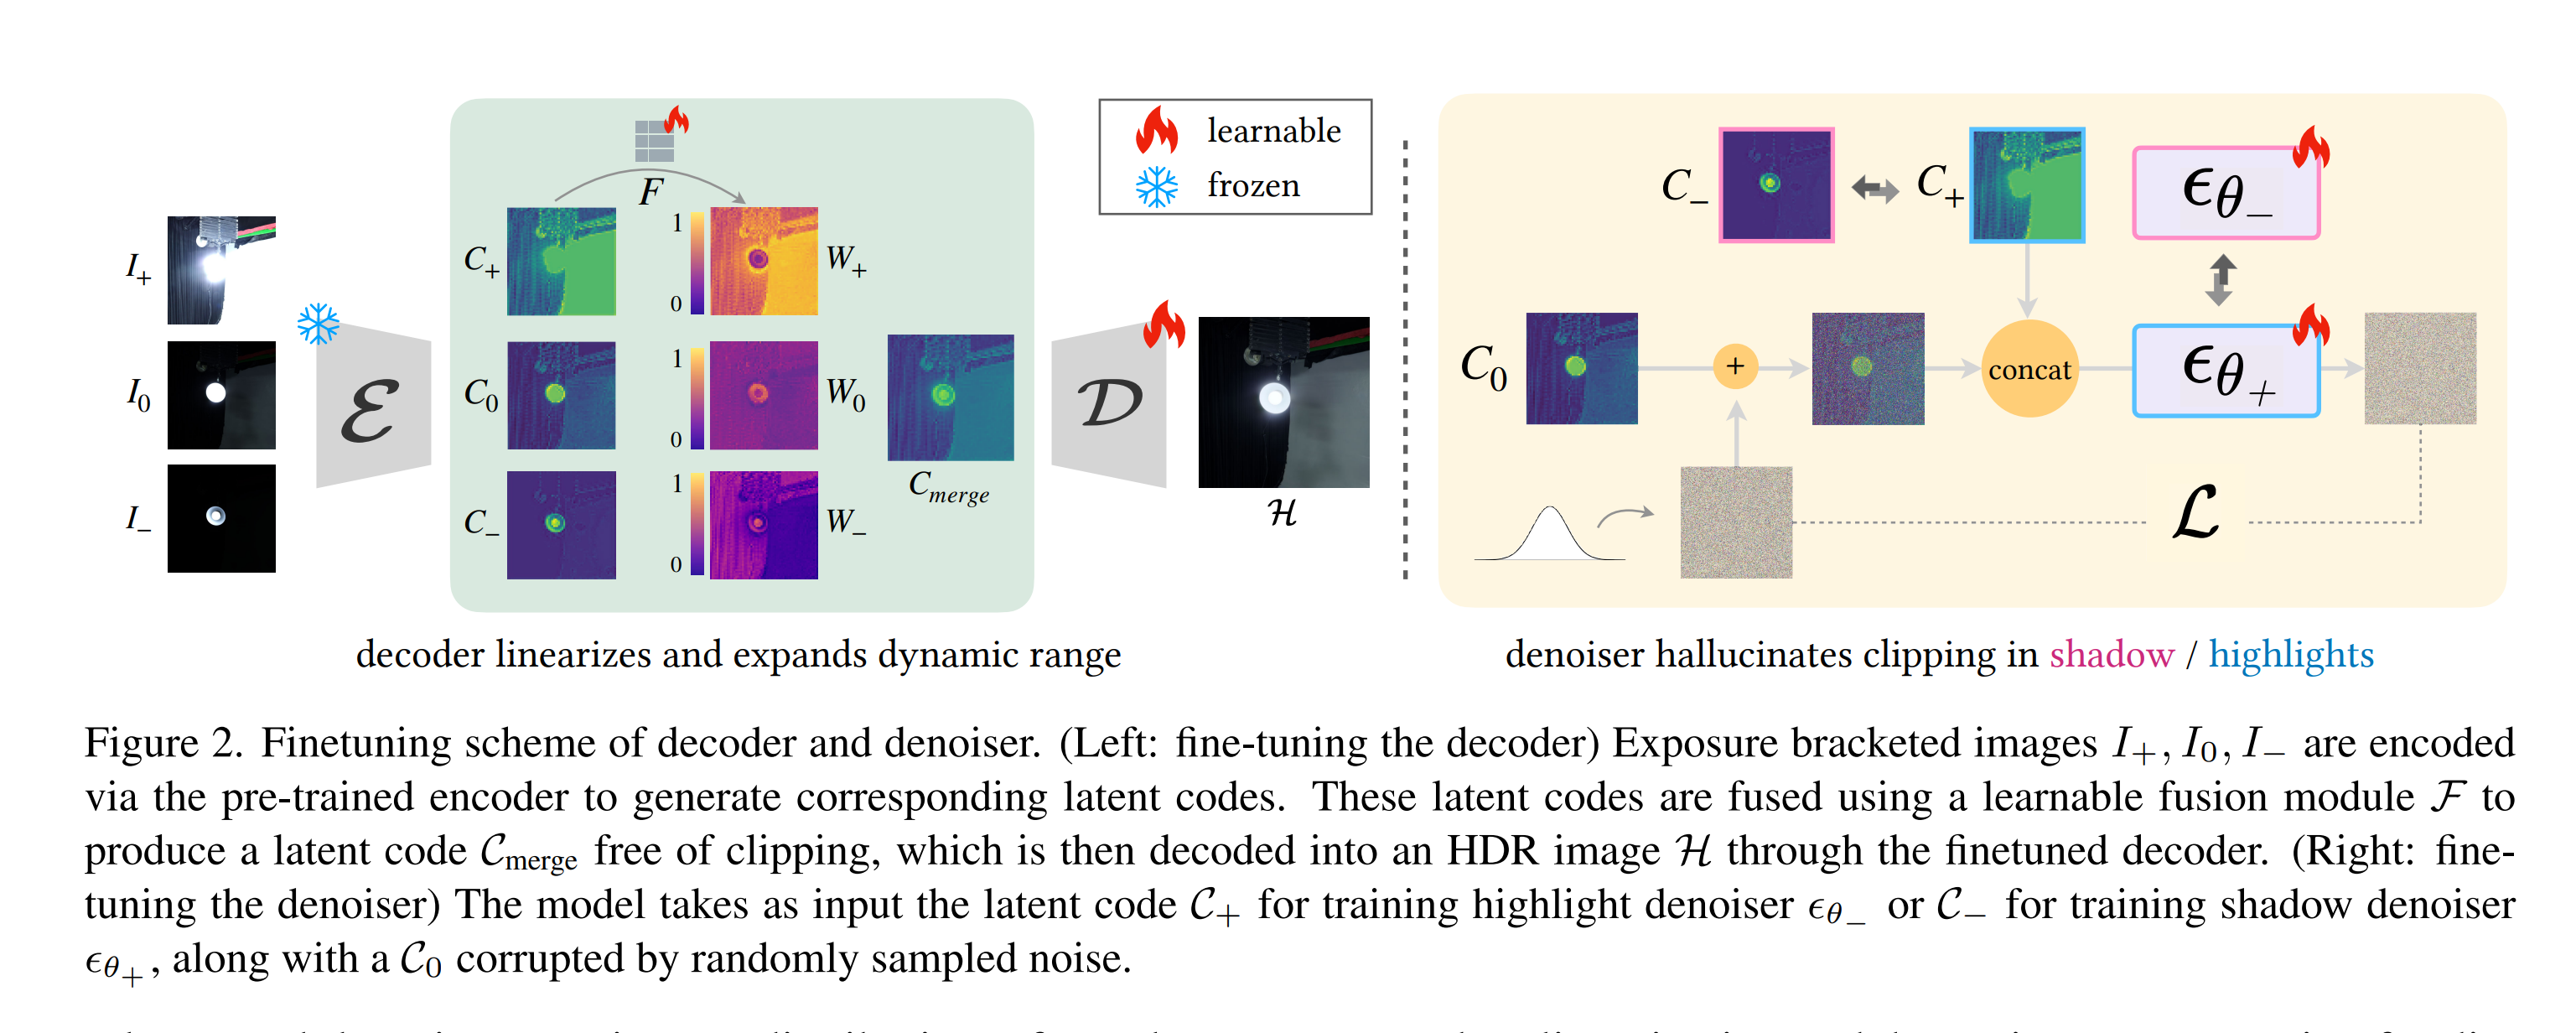 learnable
frozen
F
I₊
C₊
1
0
W₊
I₀
ℰ
C₀
1
0
W₀
C_merge
𝒟
ℋ
I₋
C₋
1
0
W₋
C₋
C₊
ϵ_θ₋
C₀
+
concat
ϵ_θ₊
ℒ
decoder linearizes and expands dynamic range
denoiser hallucinates clipping in shadow / highlights
Figure 2. Finetuning scheme of decoder and denoiser. (Left: fine-tuning the decoder) Exposure bracketed images I₊, I₀, I₋ are encoded
via the pre-trained encoder to generate corresponding latent codes. These latent codes are fused using a learnable fusion module ℱ to
produce a latent code 𝒞_merge free of clipping, which is then decoded into an HDR image ℋ through the finetuned decoder. (Right: fine-
tuning the denoiser) The model takes as input the latent code 𝒞₊ for training highlight denoiser ϵ_θ₋ or 𝒞₋ for training shadow denoiser
ϵ_θ₊, along with a 𝒞₀ corrupted by randomly sampled noise.